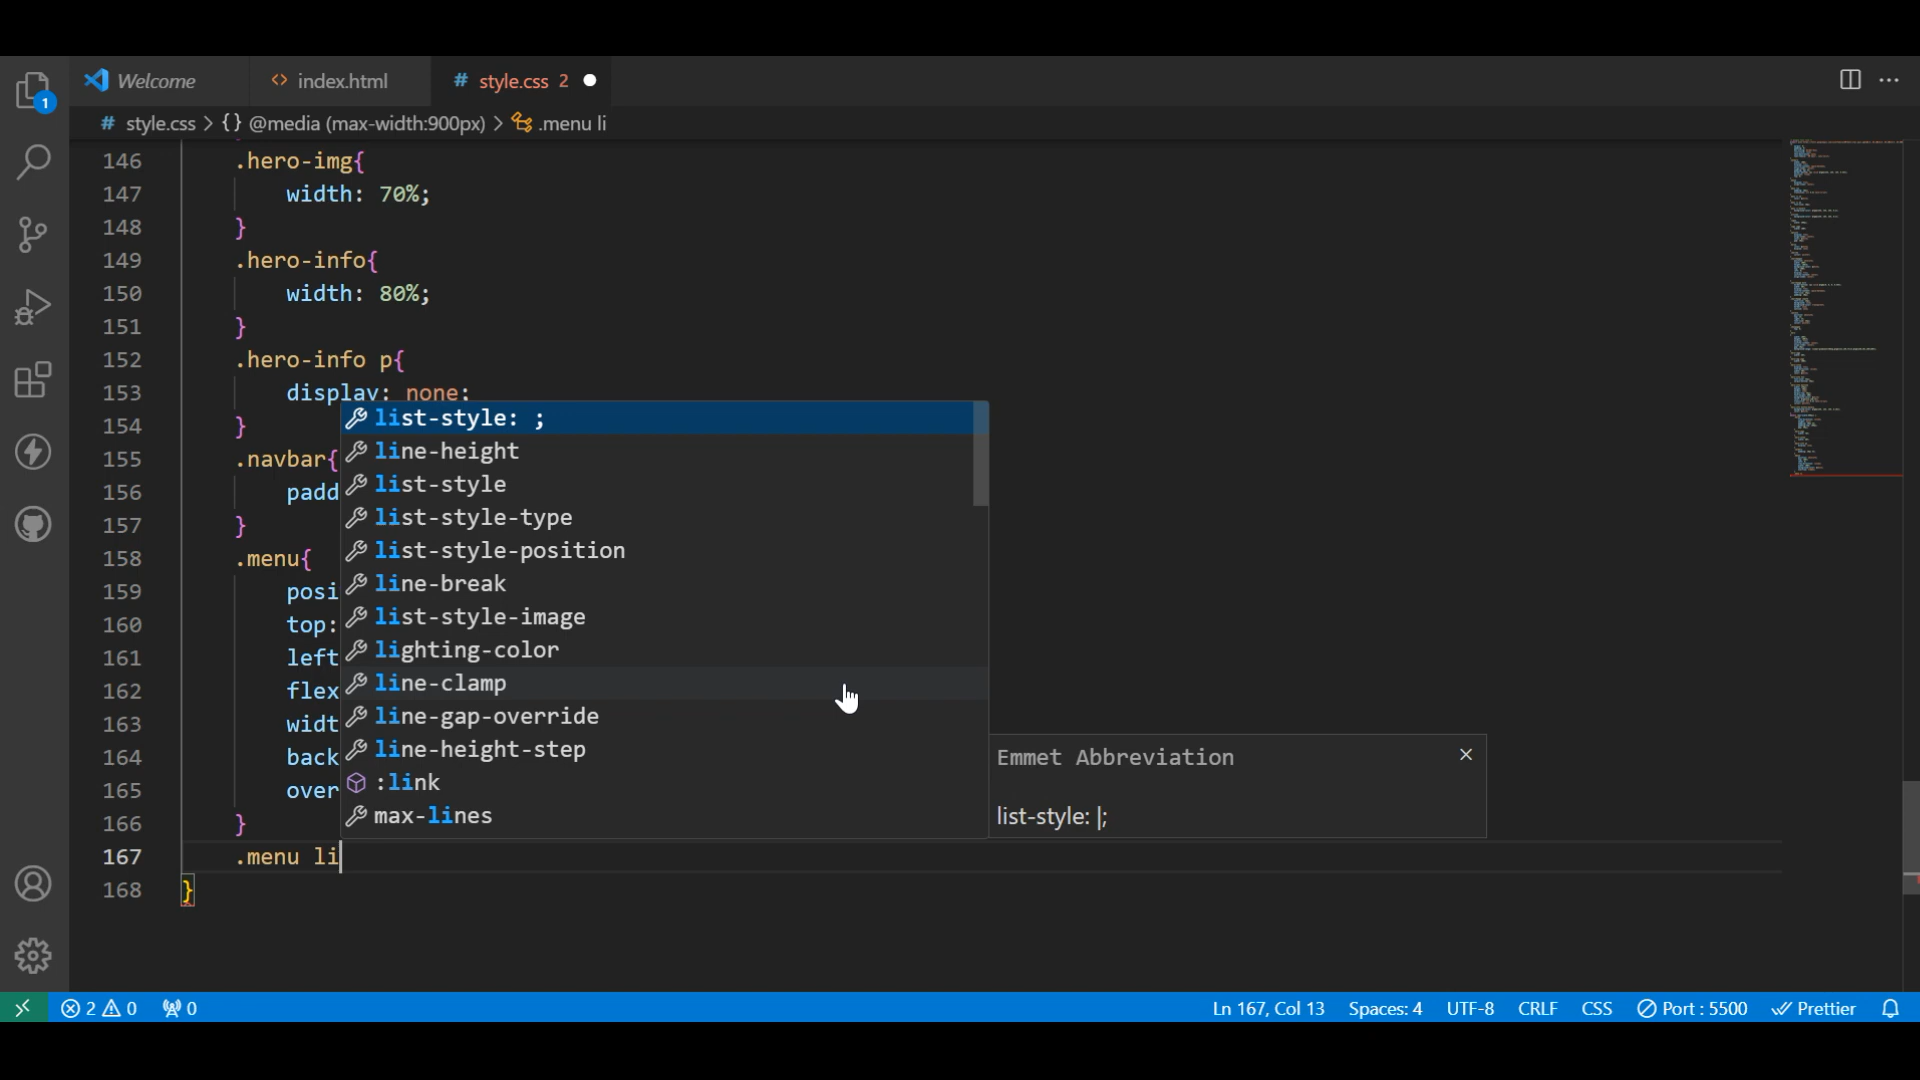 Welcome
index.html
# style.css 2
1
# style.css > {} @media (max-width:900px) > .menu li
146 .hero-img{
147 width: 70%;
148 }
149 .hero-info{
150 width: 80%;
151 }
152 .hero-info p{
153 display: none;
154 }
155 .navbar{
156 padd
157 }
158 .menu{
159 posi
160 top:
161 left
162 flex
163 widt
164 back
165 over
166 }
167 .menu li
168 }
list-style: ;
line-height
list-style
list-style-type
list-style-position
line-break
list-style-image
lighting-color
line-clamp
line-gap-override
line-height-step
:link
max-lines
Emmet Abbreviation
list-style: |;
2 0 0
Ln 167, Col 13 Spaces: 4 UTF-8 CRLF CSS Port : 5500 Prettier